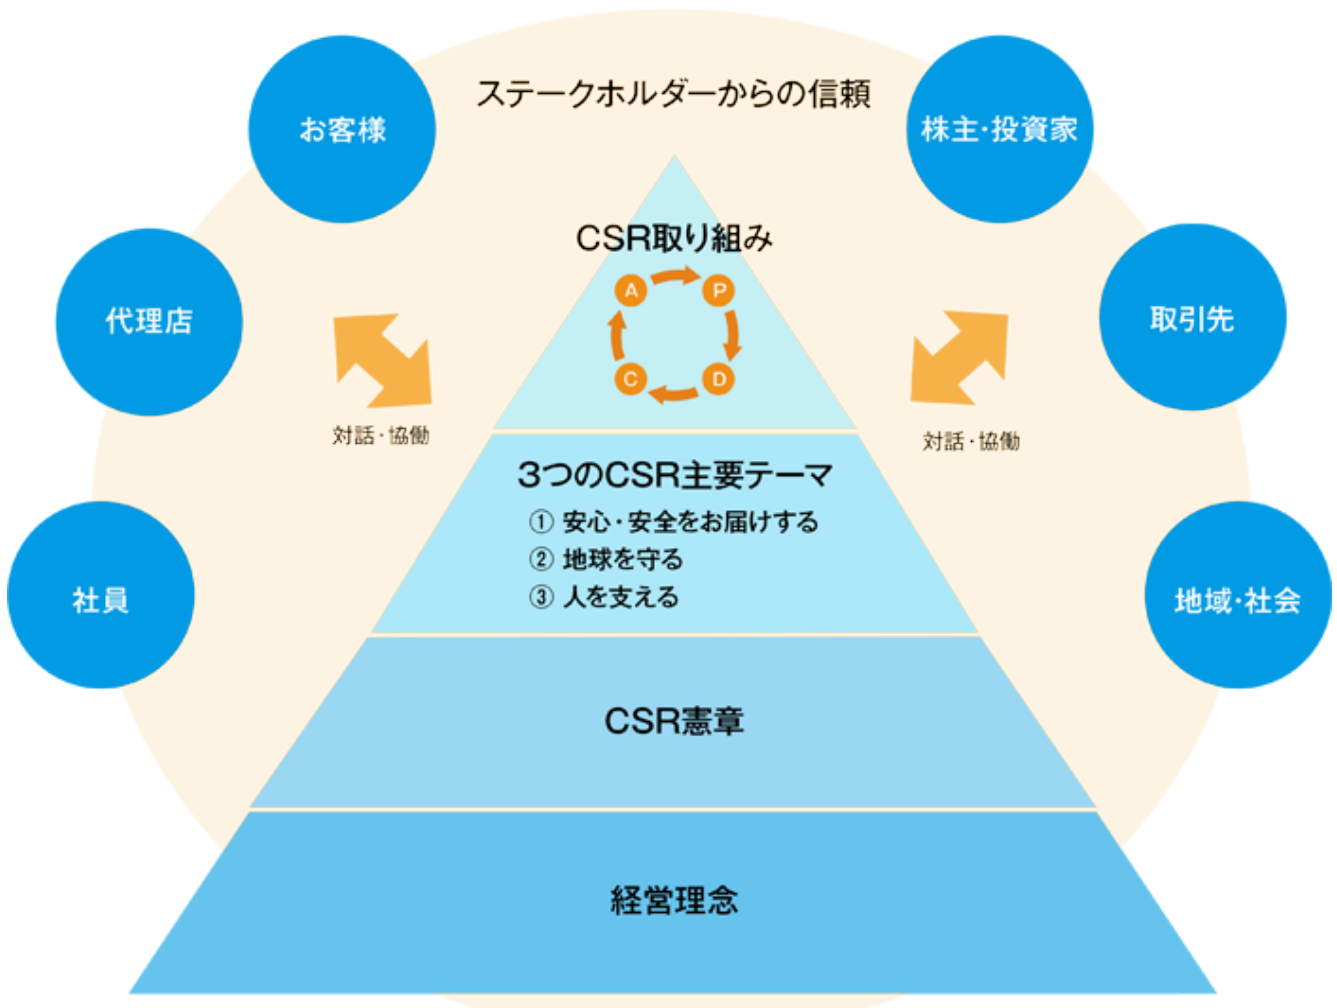 ステークホルダーからの信頼
お客様
株主・投資家
代理店
取引先
社員
地域・社会
対話・協働
対話・協働
CSR取り組み
A
P
C
D
3つのCSR主要テーマ
① 安心・安全をお届けする
② 地球を守る
③ 人を支える
CSR憲章
経営理念